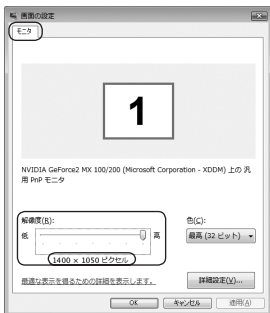 画面の設定
モニタ
1
NVIDIA GeForce2 MX 100/200 (Microsoft Corporation - XDDM) 上の 汎
用 PnP モニタ
解像度(R):
低
高
1400 × 1050 ピクセル
色(C):
最高 (32 ビット)
最適な表示を得るための詳細を表示します。
詳細設定(V)...
OK
キャンセル
適用(A)